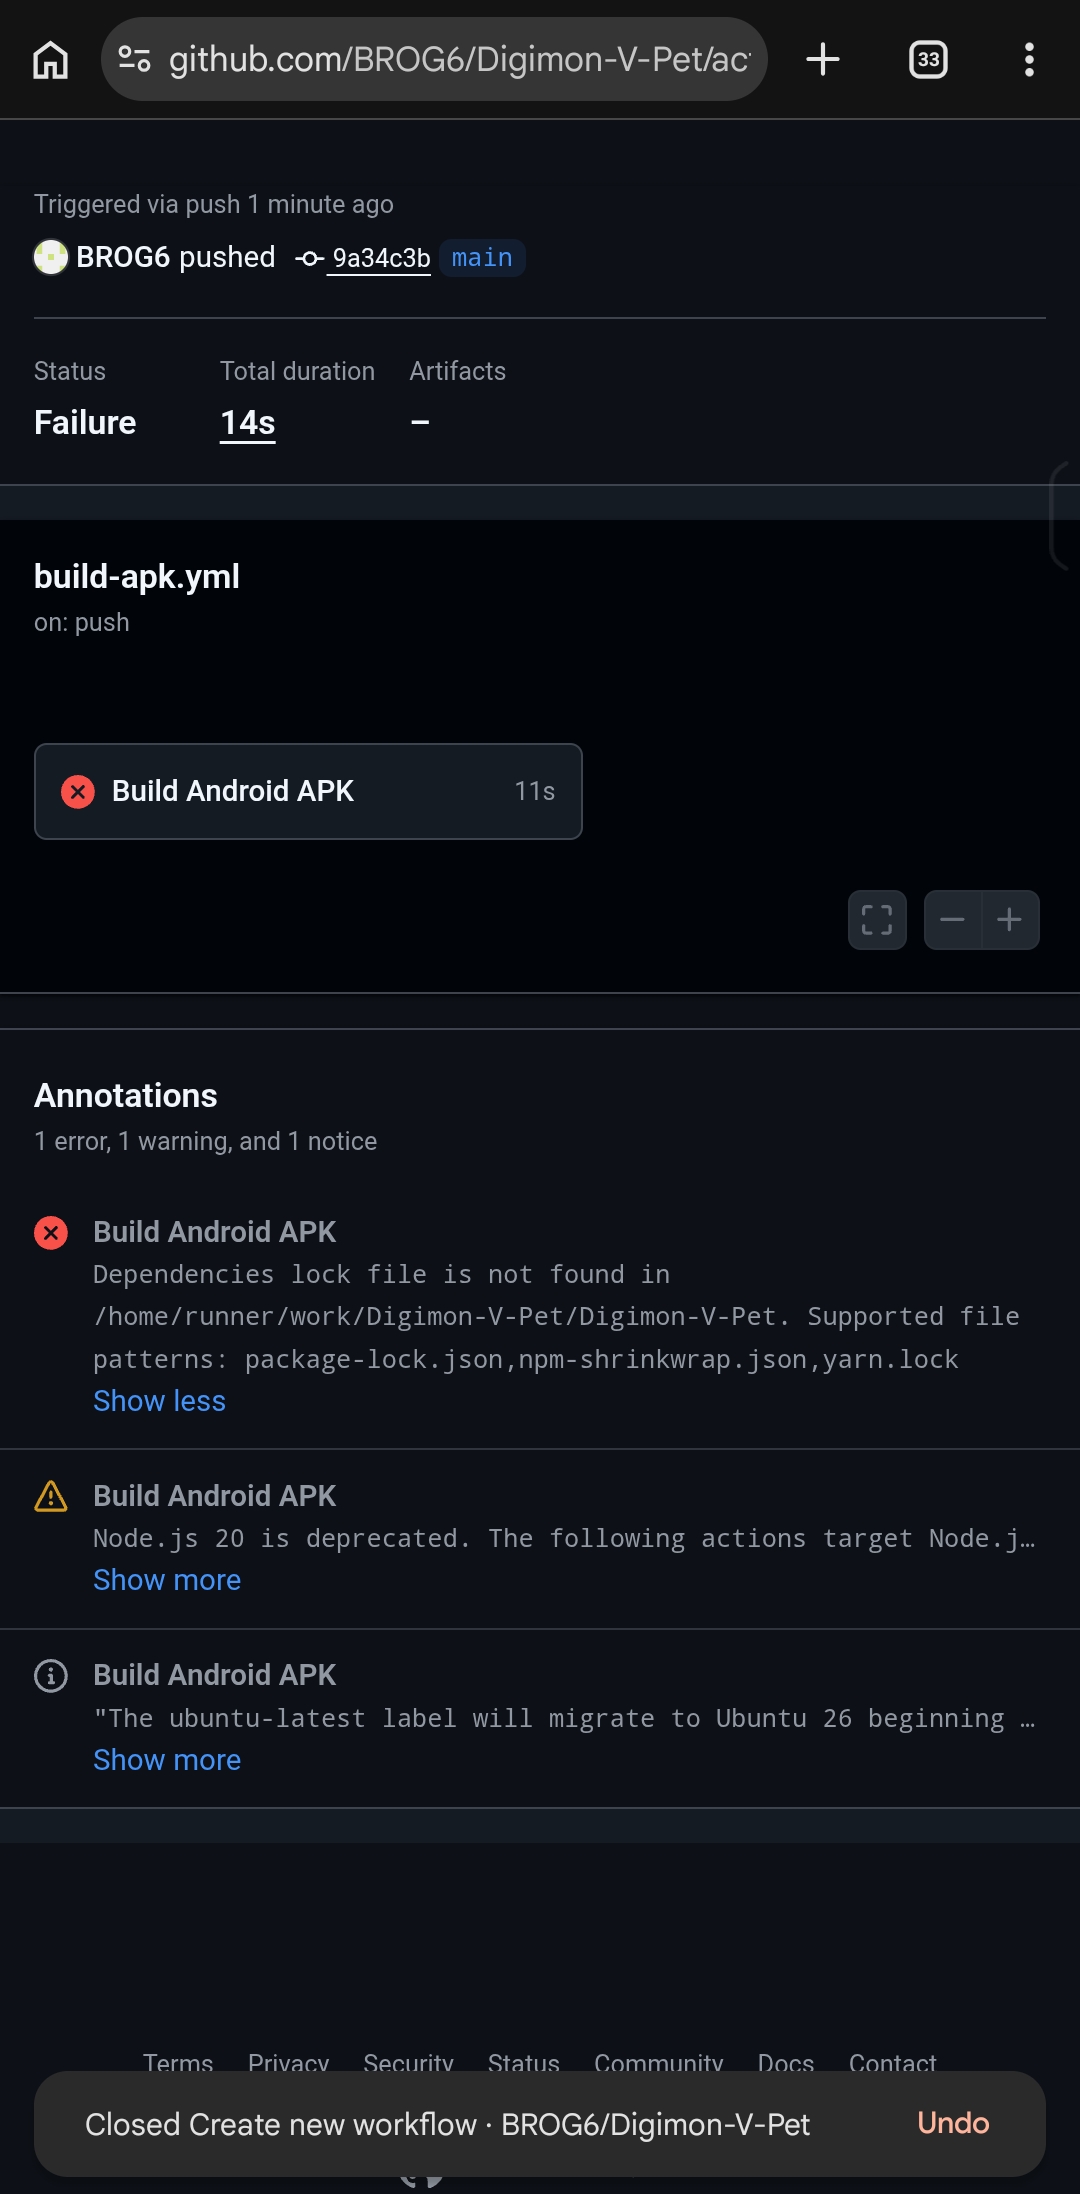 github.com/BROG6/Digimon-V-Pet/ac
33
Triggered via push 1 minute ago
BROG6 pushed 9a34c3b main
Status Total duration Artifacts
Failure 14s –
build-apk.yml
on: push
Build Android APK 11s
Annotations
1 error, 1 warning, and 1 notice
Build Android APK
Dependencies lock file is not found in
/home/runner/work/Digimon-V-Pet/Digimon-V-Pet. Supported file
patterns: package-lock.json,npm-shrinkwrap.json,yarn.lock
Show less
Build Android APK
Node.js 20 is deprecated. The following actions target Node.j…
Show more
Build Android APK
"The ubuntu-latest label will migrate to Ubuntu 26 beginning …
Show more
Terms Privacy Security Status Community Docs Contact
Closed Create new workflow · BROG6/Digimon-V-Pet Undo